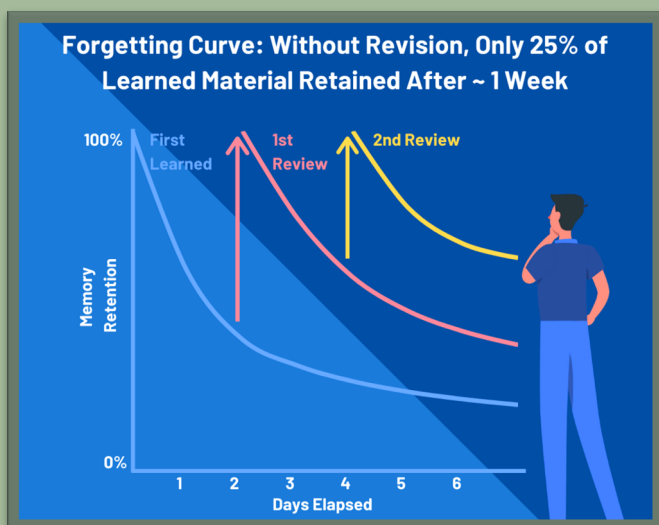 Forgetting Curve: Without Revision, Only 25% of
Learned Material Retained After ~ 1 Week
100%
First
Learned
1st
Review
2nd Review
Memory
Retention
0%
1 2 3 4 5 6
Days Elapsed